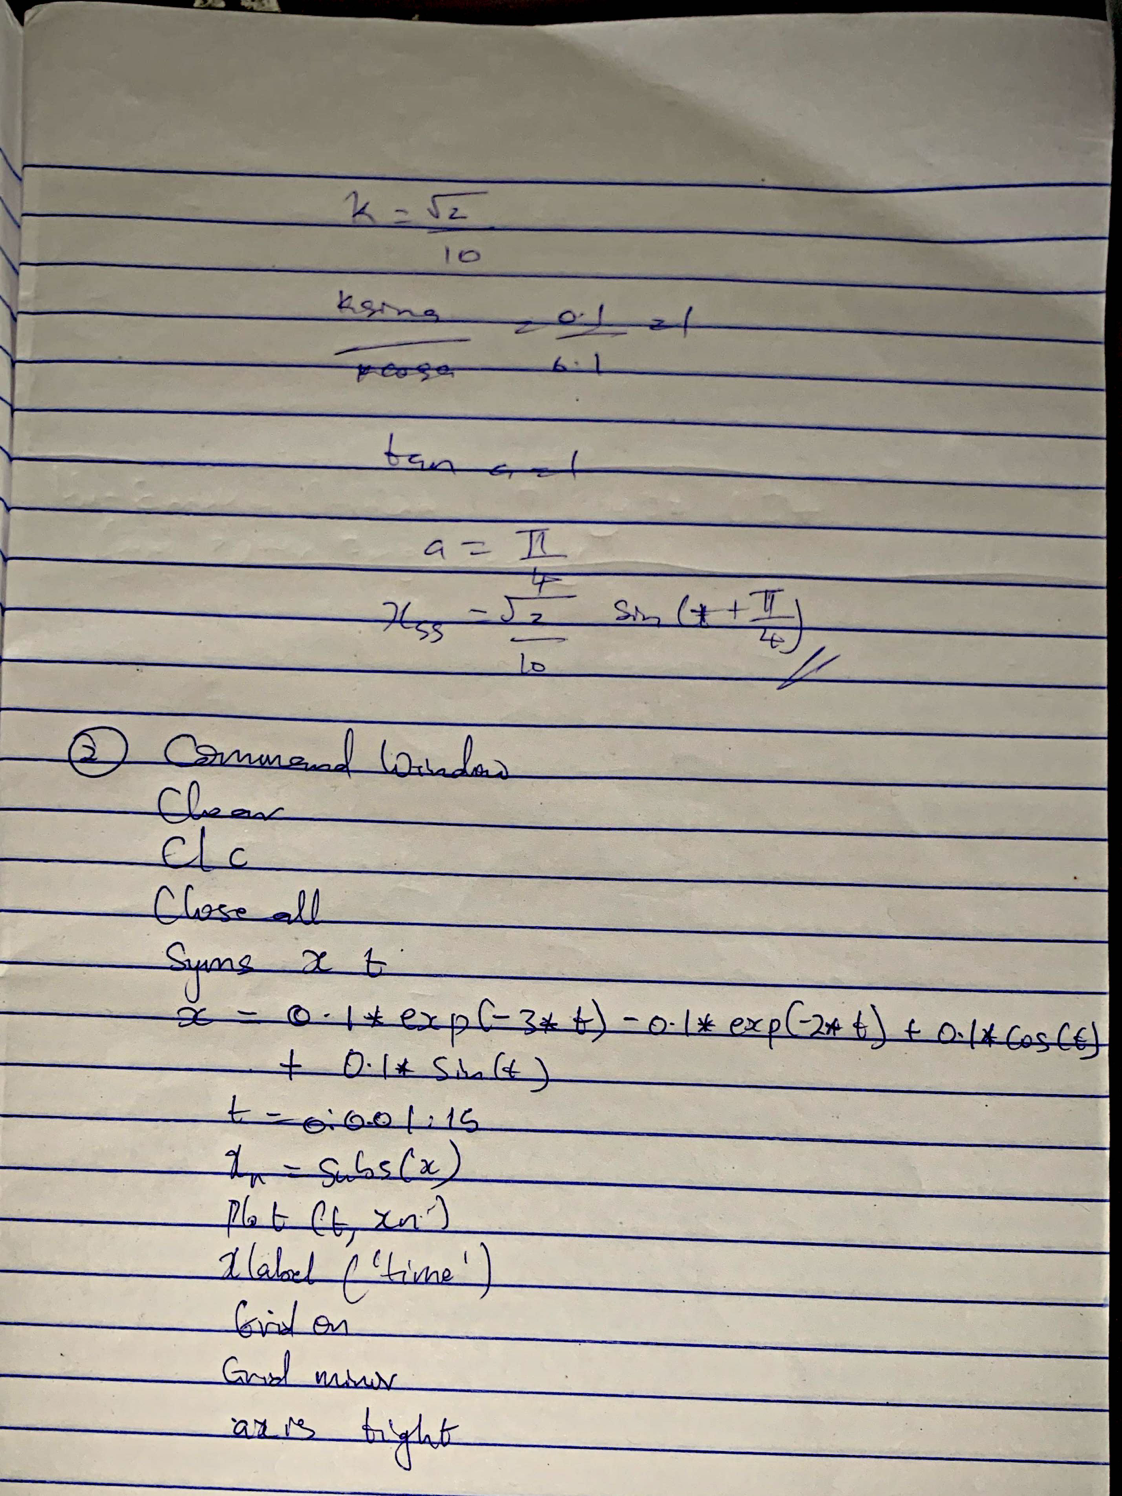 k = √2
10
ksina = 0.1 = 1
kcosa 0.1
tan a = 1
a = π
4
xss = √2 sin (t + π
4)
10
② Command Window
Clear
Clc
Close all
Syms x t
x = 0.1*exp(-3*t) - 0.1*exp(-2*t) + 0.1*Cos(t)
+ 0.1* Sin(t)
t = 0:0.01:15
xn = subs(x)
Plot (t, xn)
xlabel ('time')
Grid on
Grid minor
axis tight